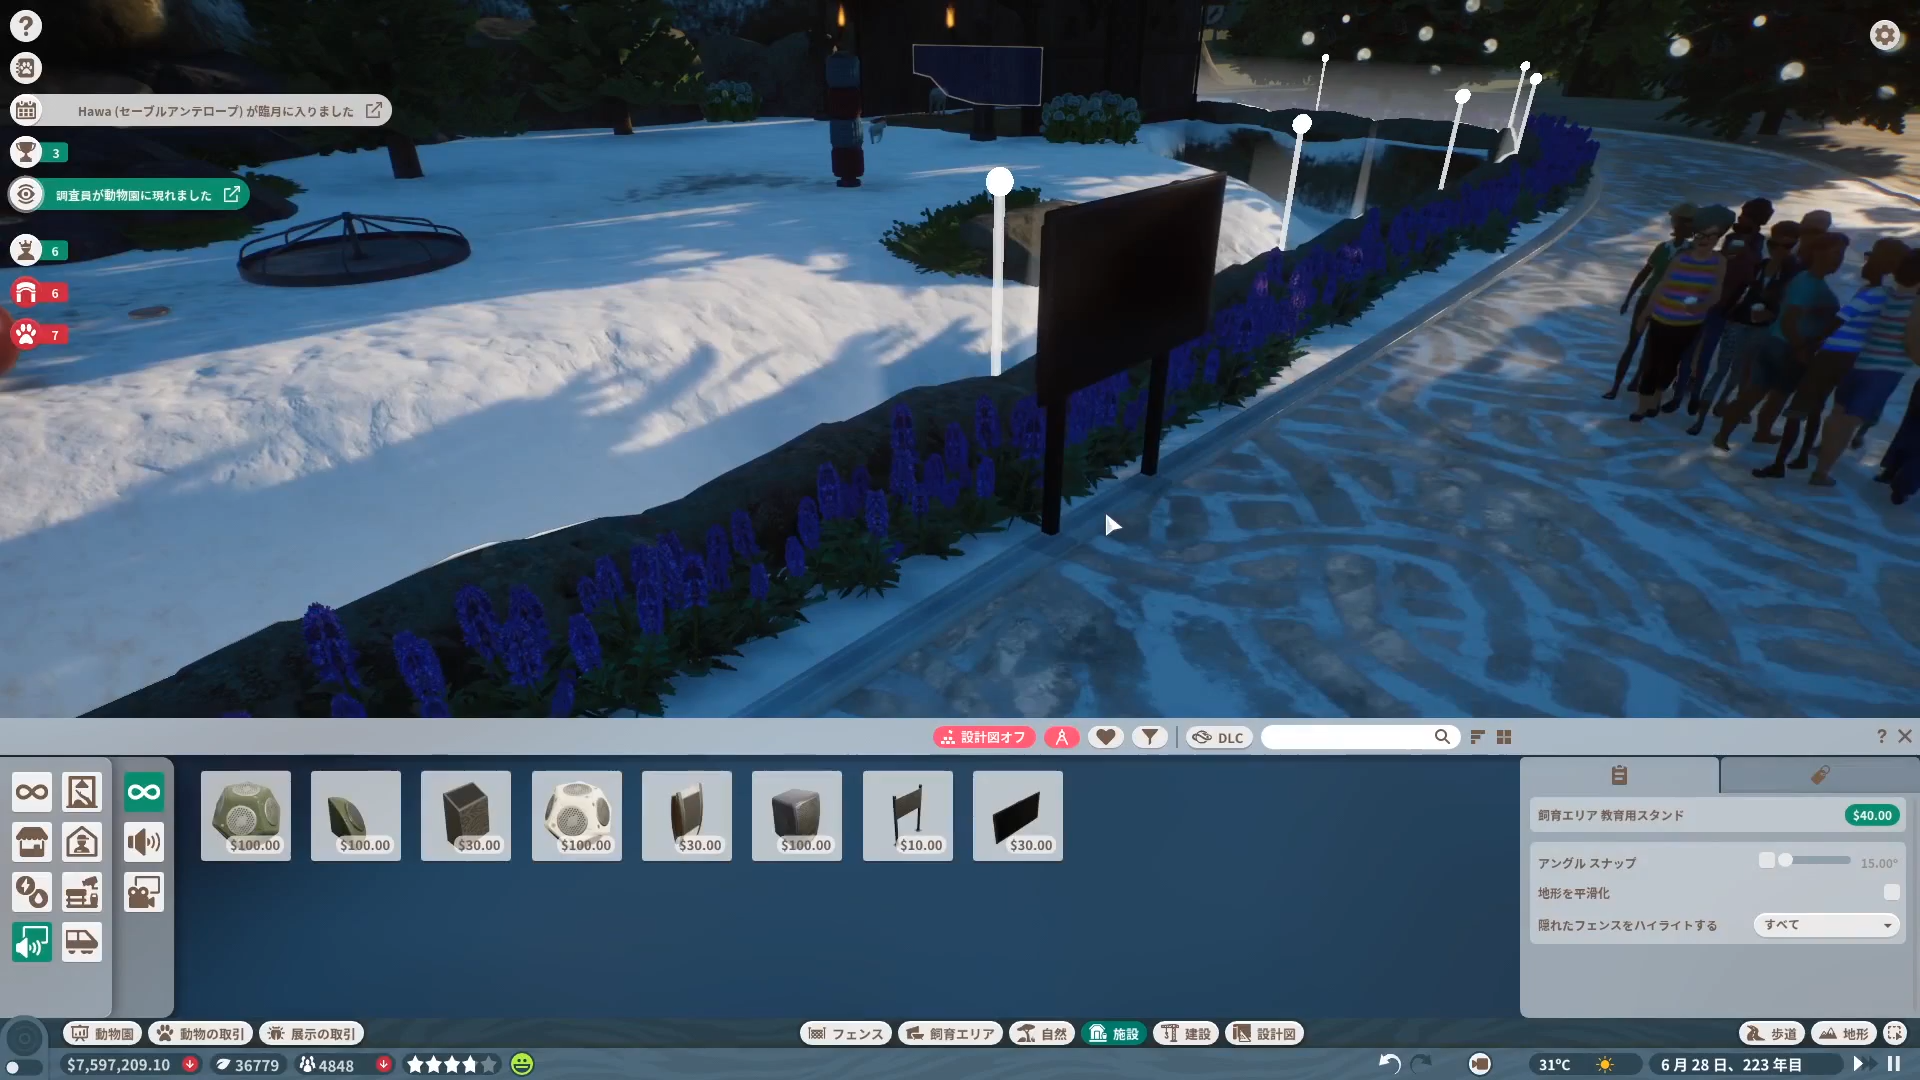 ?
Hawa (セーブルアンテロープ) が臨月に入りました
3
調査員が動物園に現れました
6
6
7
設計図オフ
DLC
?
$100.00
$100.00
$30.00
$100.00
$30.00
$100.00
$10.00
$30.00
飼育エリア 教育用スタンド
$40.00
アングル スナップ
15.00°
地形を平滑化
隠れたフェンスをハイライトする
すべて
動物園
動物の取引
展示の取引
フェンス
飼育エリア
自然
施設
建設
設計図
歩道
地形
$7,597,209.10
36779
4848
31°C
6 月 28 日、223 年目